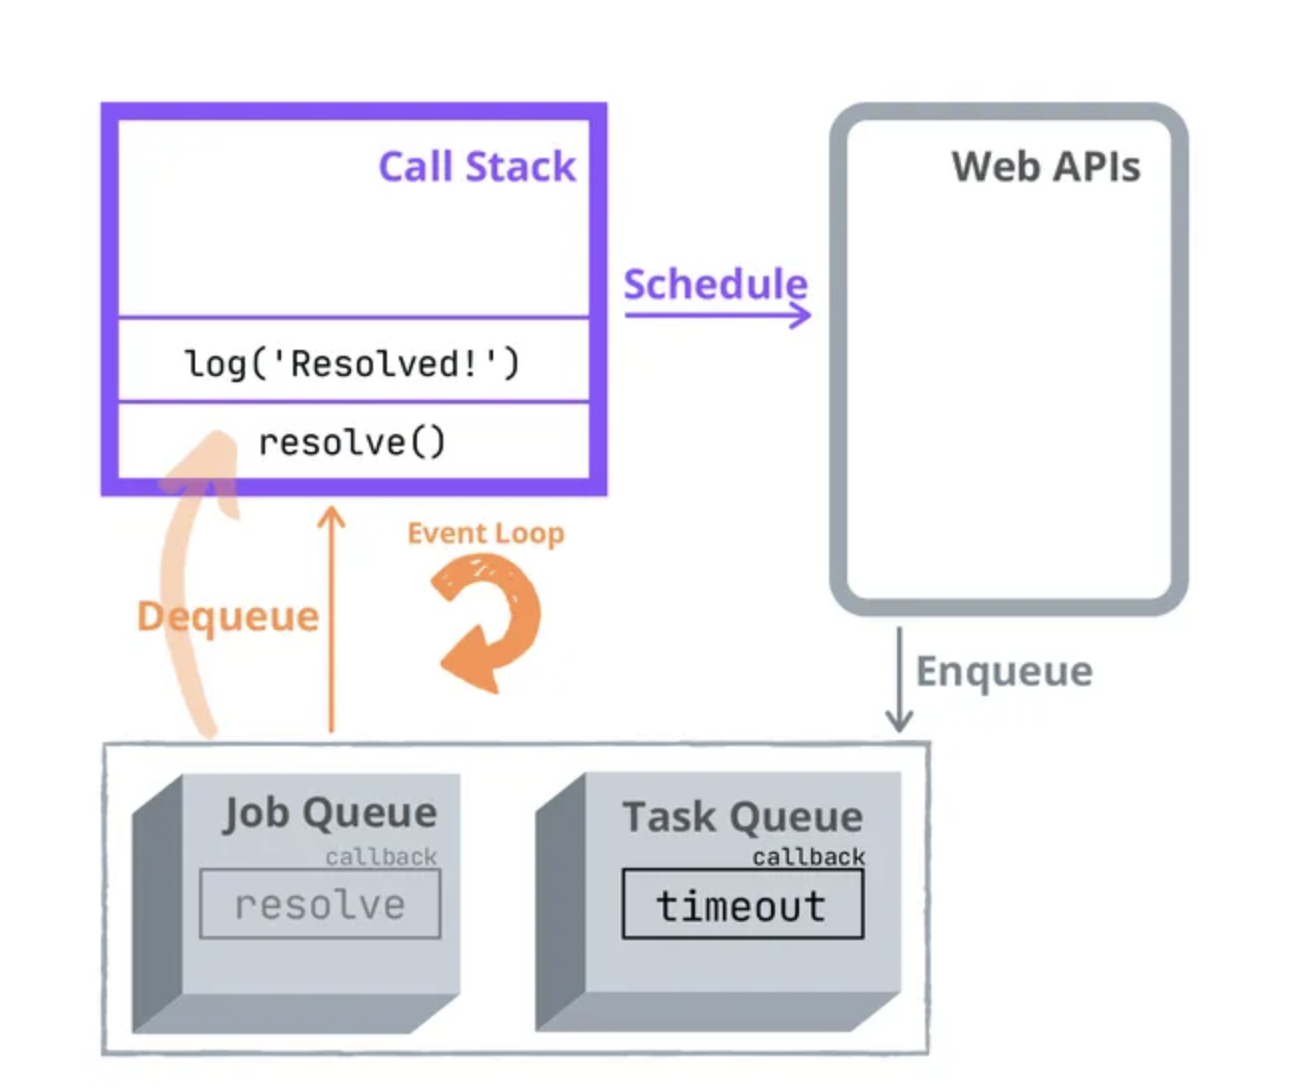 Call Stack
Web APIs
Schedule
log('Resolved!')
resolve()
Event Loop
Dequeue
Enqueue
Job Queue
callback
resolve
Task Queue
callback
timeout